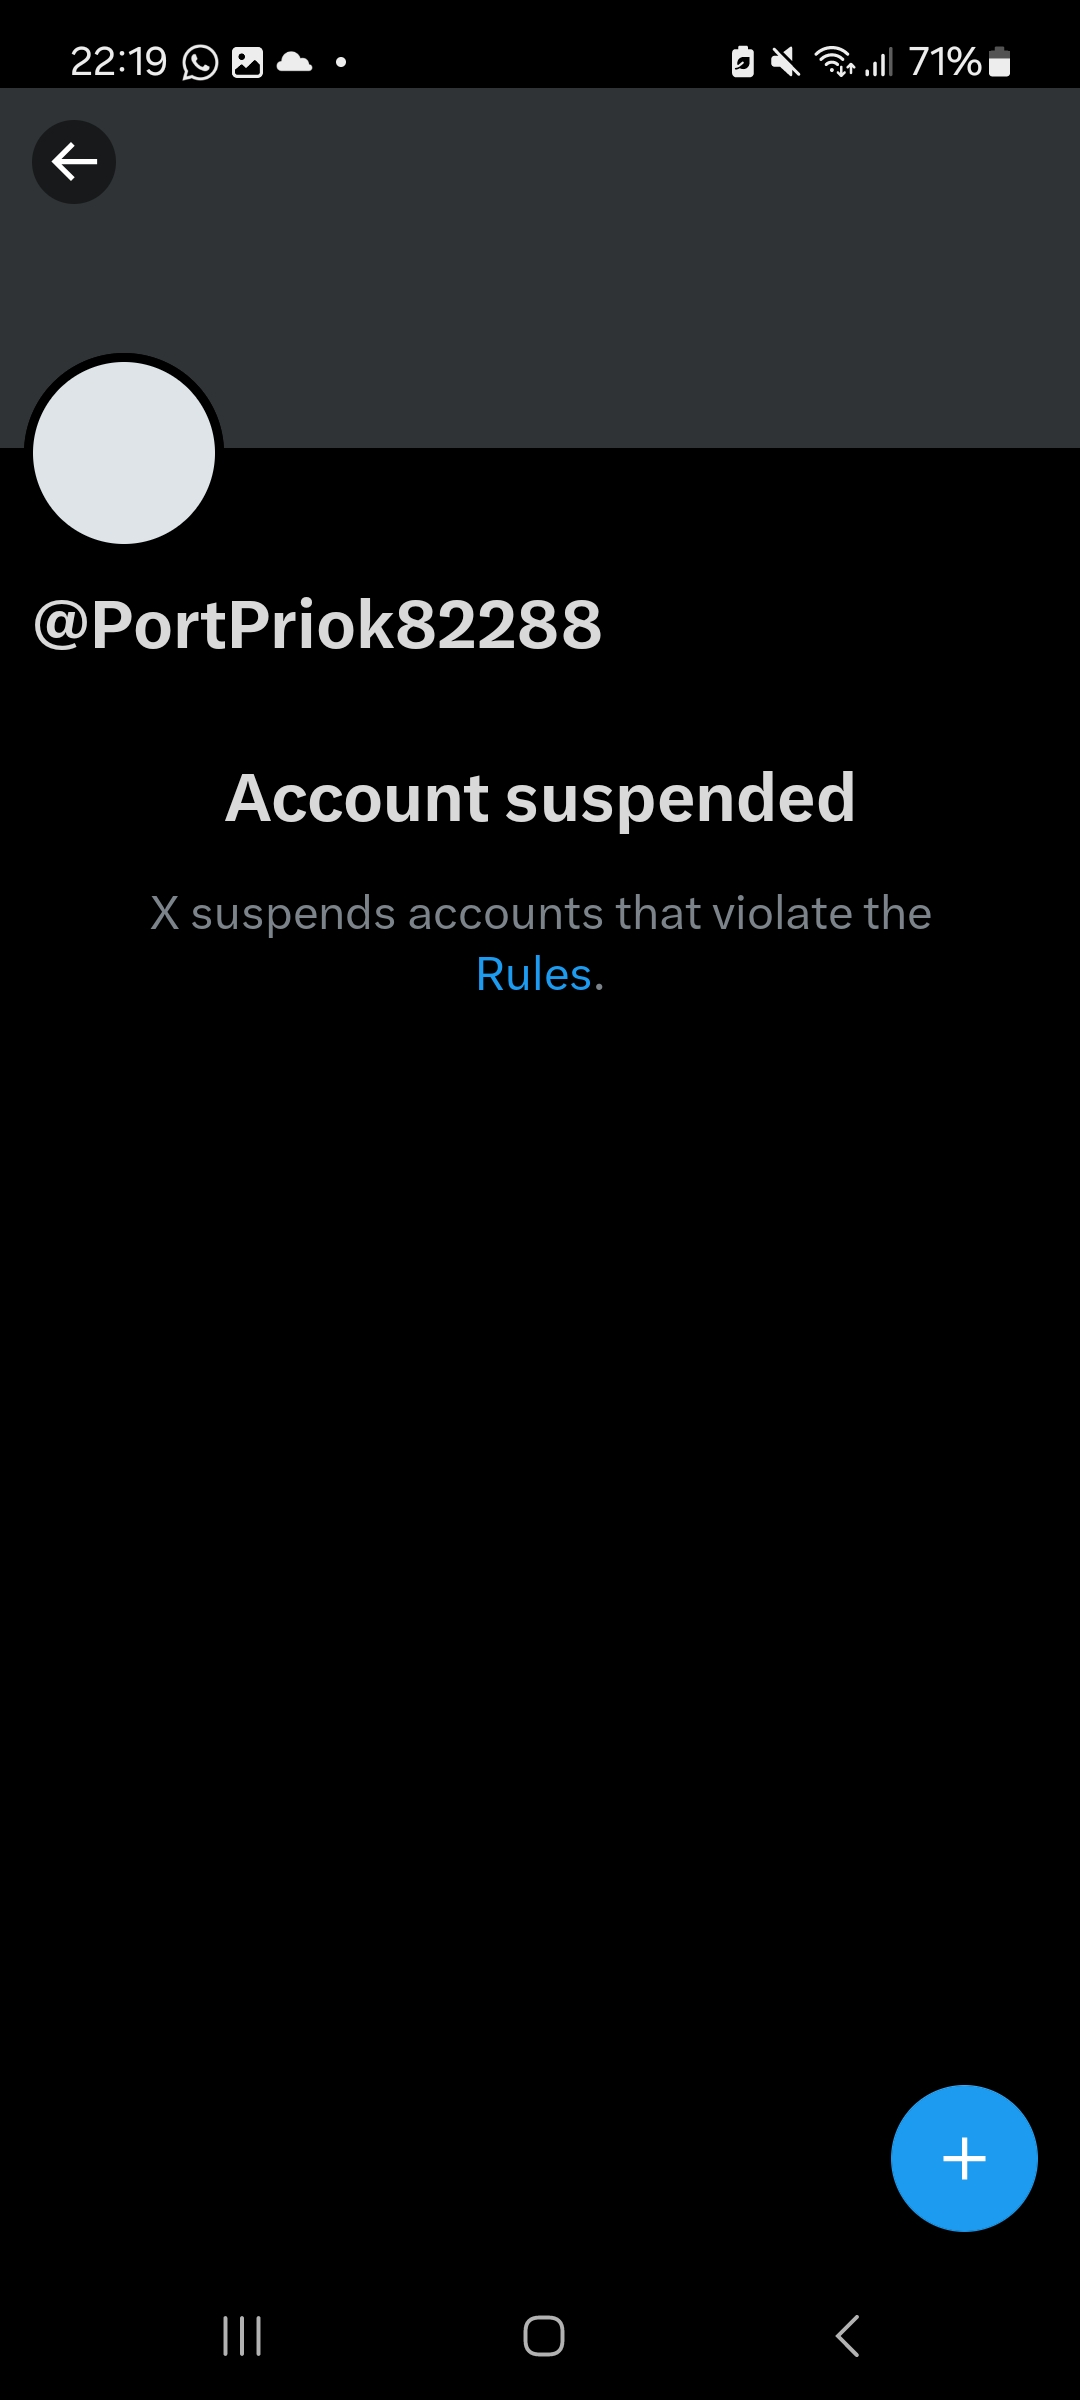 22:19
71%
@PortPriok82288
Account suspended
X suspends accounts that violate the
Rules.